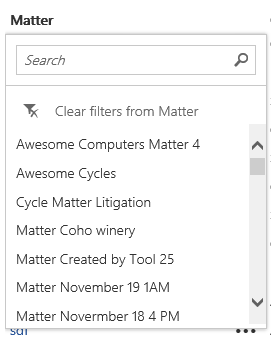 Matter
Search
Clear filters from Matter
Awesome Computers Matter 4
Awesome Cycles
Cycle Matter Litigation
Matter Coho winery
Matter Created by Tool 25
Matter November 19 1AM
Matter Novermber 18 4 PM
sdf